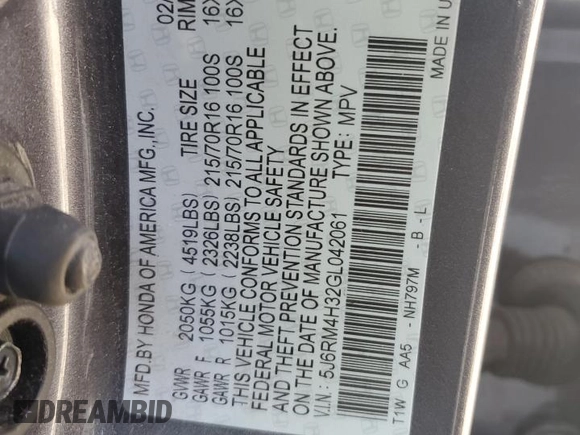 MFD. BY HONDA OF AMERICA MFG., INC. 02/
GVWR 2050KG ( 4519LBS) TIRE SIZE RIM
GAWR F 1055KG ( 2328LBS) 215/70R16 100S 16X
GAWR R 1015KG ( 2238LBS) 215/70R16 100S 16X
THIS VEHICLE CONFORMS TO ALL APPLICABLE
FEDERAL MOTOR VEHICLE SAFETY
AND THEFT PREVENTION STANDARDS IN EFFECT
ON THE DATE OF MANUFACTURE SHOWN ABOVE.
V.I.N.: 5J6RM4H32GL042061 TYPE: MPV
T1W G AA5 - NH797M - B - L MADE IN U
DREAMBID